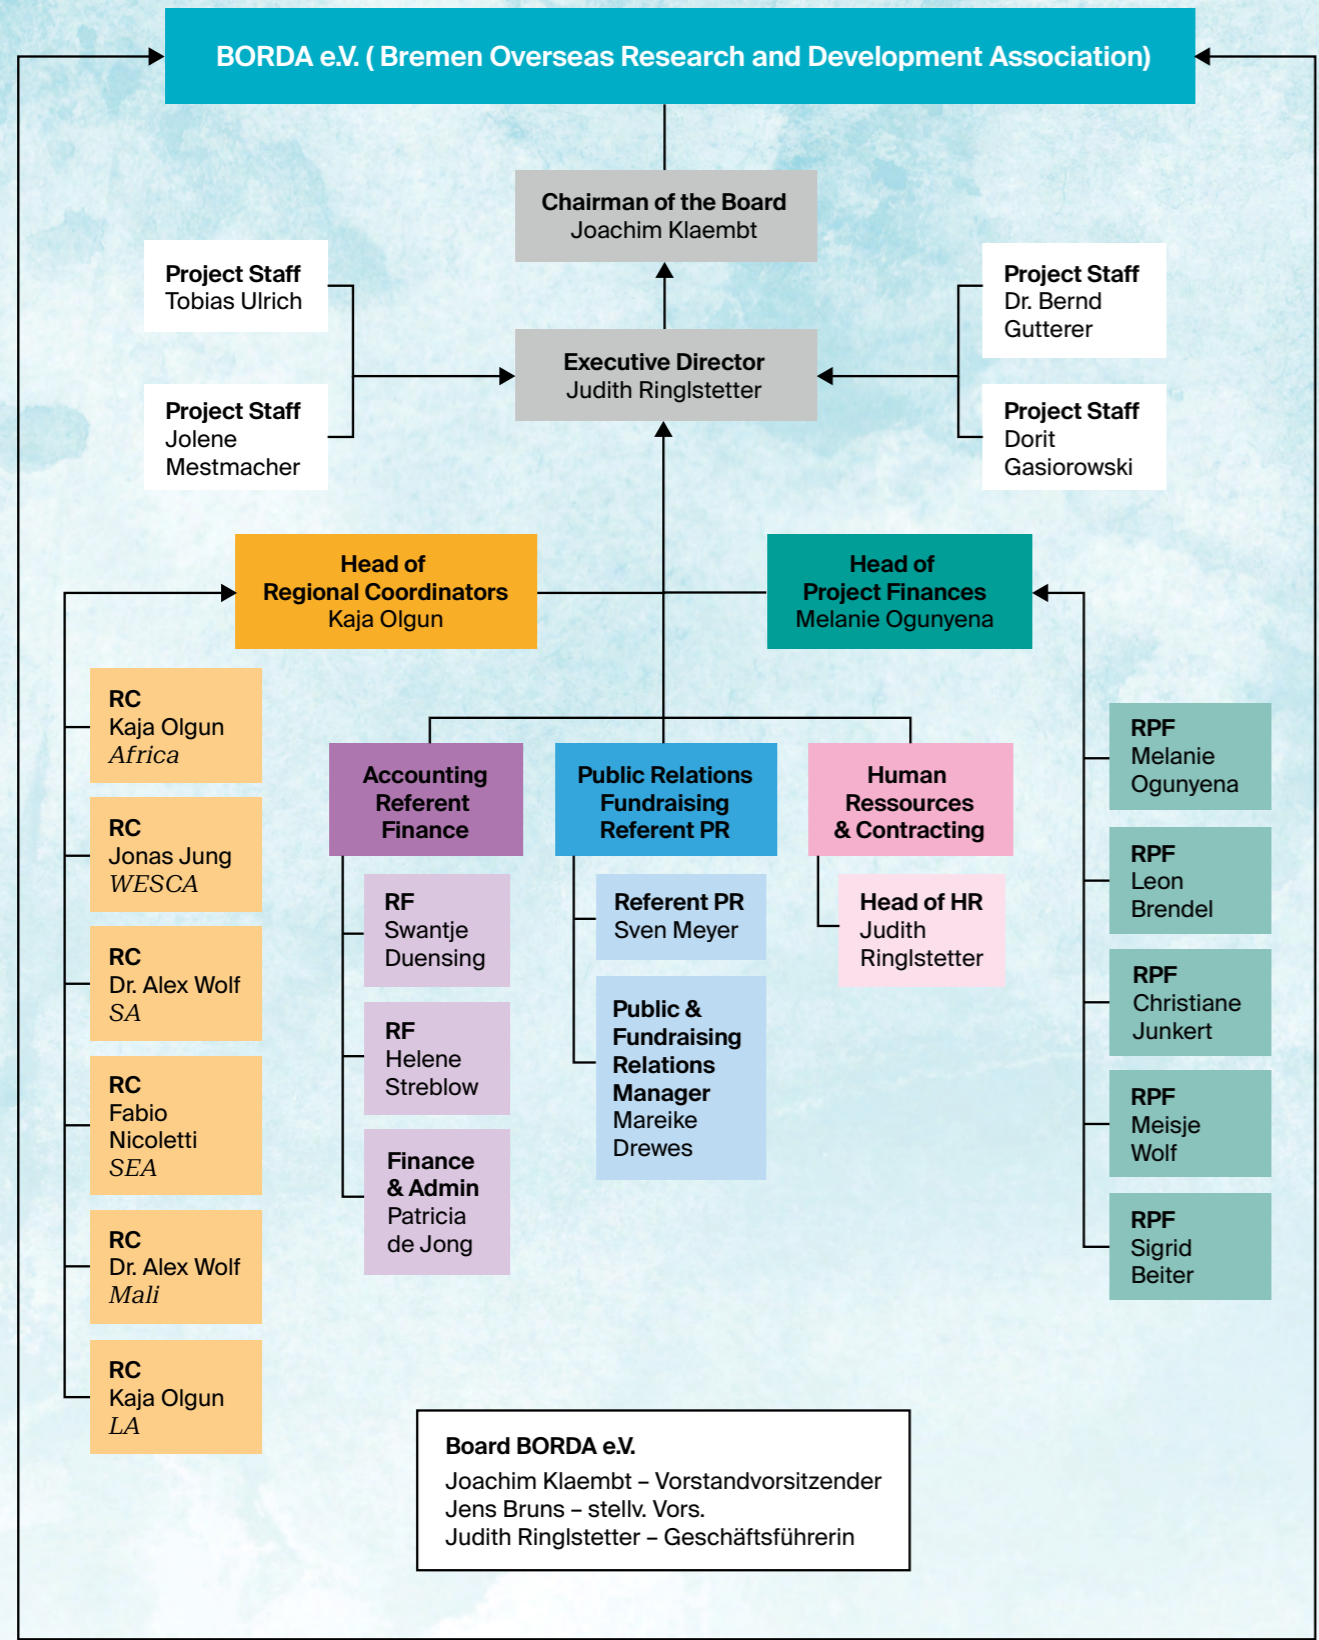 BORDA e.V. ( Bremen Overseas Research and Development Association)
Chairman of the Board
Joachim Klaembt
Project Staff
Tobias Ulrich
Project Staff
Dr. Bernd
Gutterer
Executive Director
Judith Ringlstetter
Project Staff
Jolene
Mestmacher
Project Staff
Dorit
Gasiorowski
Head of
Regional Coordinators
Kaja Olgun
Head of
Project Finances
Melanie Ogunyena
RC
Kaja Olgun
Africa
RC
Jonas Jung
WESCA
RC
Dr. Alex Wolf
SA
RC
Fabio
Nicoletti
SEA
RC
Dr. Alex Wolf
Mali
RC
Kaja Olgun
LA
Accounting
Referent
Finance
RF
Swantje
Duensing
RF
Helene
Streblow
Finance
& Admin
Patricia
de Jong
Public Relations
Fundraising
Referent PR
Referent PR
Sven Meyer
Public &
Fundraising
Relations
Manager
Mareike
Drewes
Human
Ressources
& Contracting
Head of HR
Judith
Ringlstetter
RPF
Melanie
Ogunyena
RPF
Leon
Brendel
RPF
Christiane
Junkert
RPF
Meisje
Wolf
RPF
Sigrid
Beiter
Board BORDA e.V.
Joachim Klaembt – Vorstandvorsitzender
Jens Bruns – stellv. Vors.
Judith Ringlstetter – Geschäftsführerin